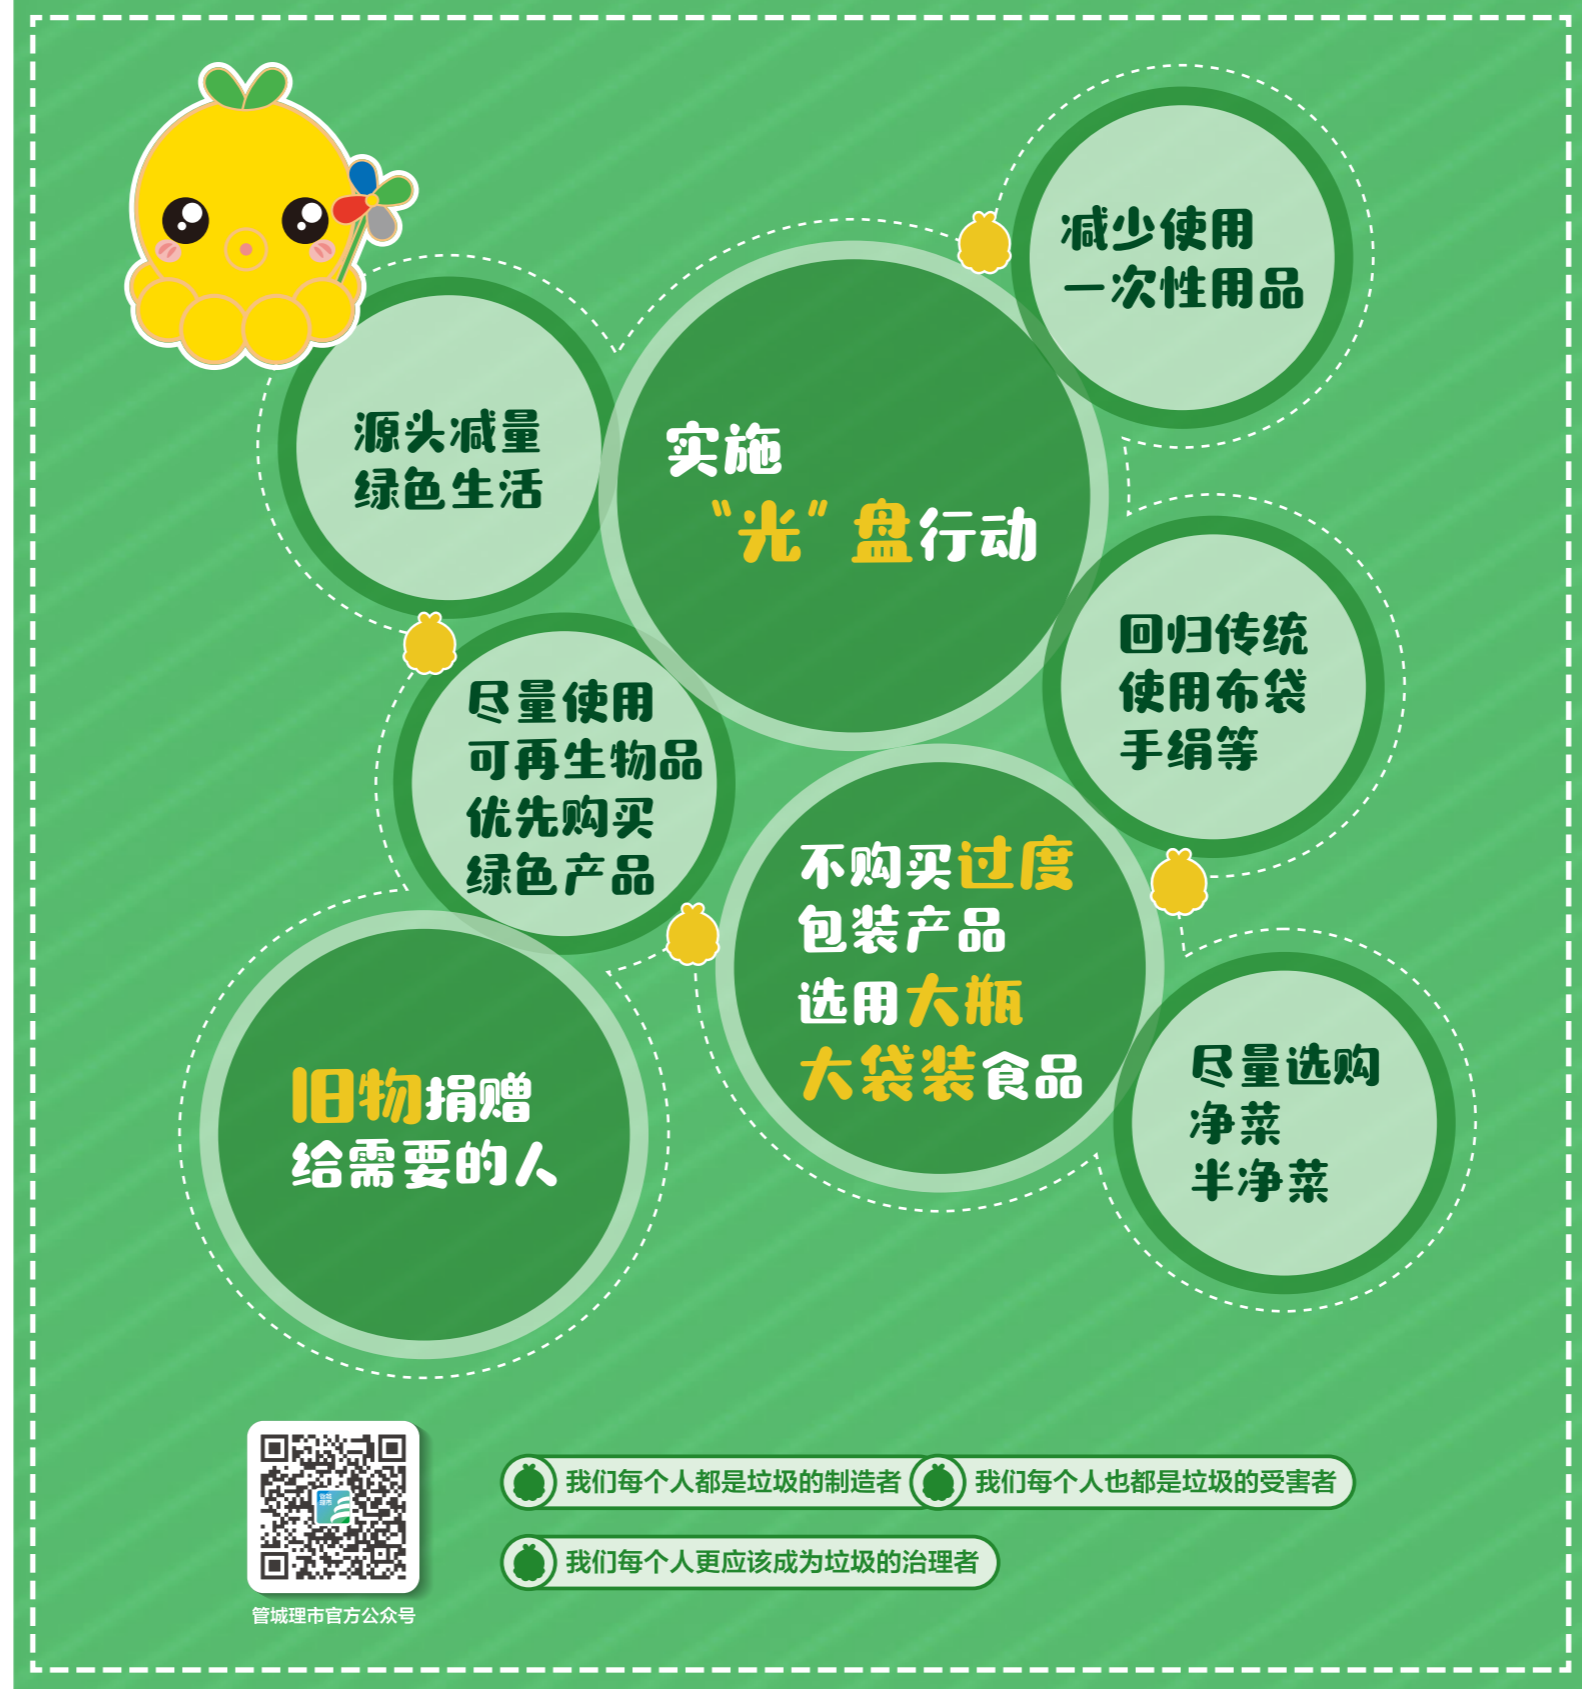 减少使用
一次性用品
源头减量
绿色生活
实施
“光”盘行动
回归传统
使用布袋
手绢等
尽量使用
可再生物品
优先购买
绿色产品
不购买过度
包装产品
选用大瓶
大袋装食品
旧物捐赠
给需要的人
尽量选购
净菜
半净菜
我们每个人都是垃圾的制造者
我们每个人也都是垃圾的受害者
我们每个人更应该成为垃圾的治理者
管城理市官方公众号